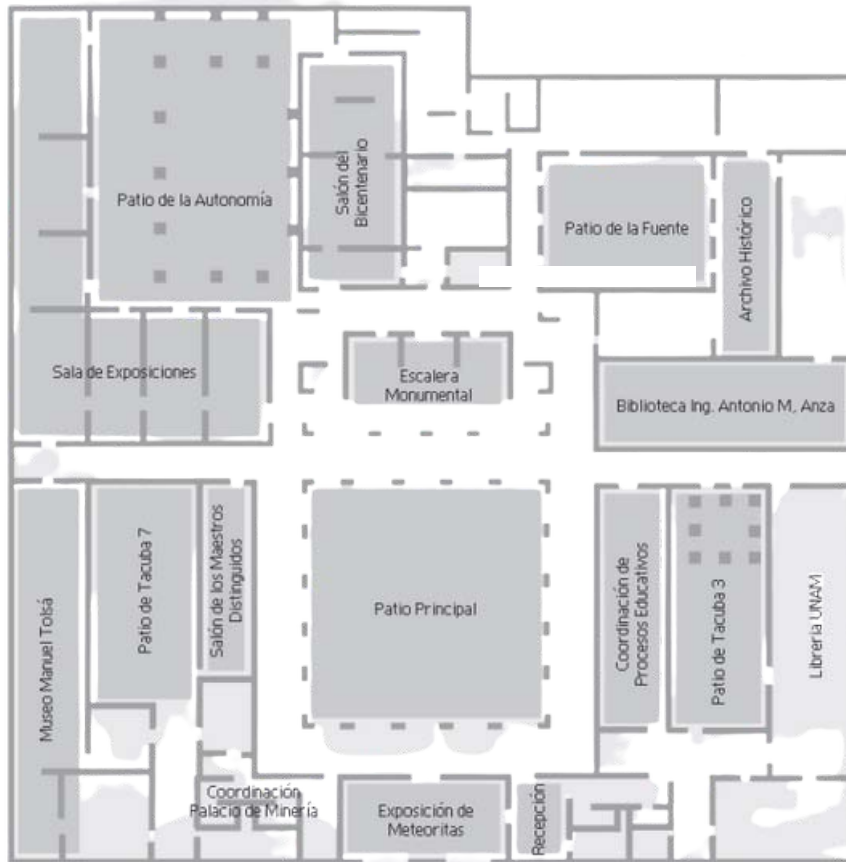 Patio de la Autonomía
Salón del
Bicentenario
Patio de la Fuente
Archivo Histórico
Sala de Exposiciones
Escalera
Monumental
Biblioteca Ing. Antonio M. Anza
Museo Manuel Tolsá
Patio de Tacuba 7
Salón de los Maestros
Distinguidos
Patio Principal
Coordinación de
Procesos Educativos
Patio de Tacuba 3
Librería UNAM
Coordinación
Palacio de Minería
Exposición de
Meteoritas
Recepción